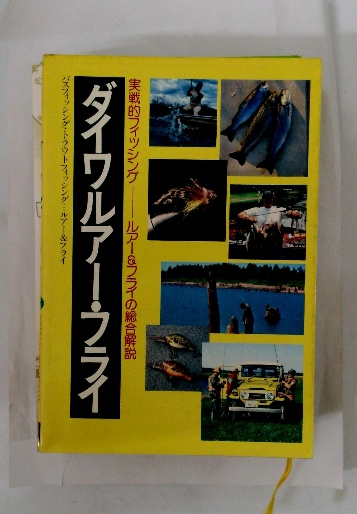 実戦的フィッシング——ルアー&フライの総合解説
ダイワルアー・フライ
バスフィッシング・トラウトフィッシング・ルアー&フライ